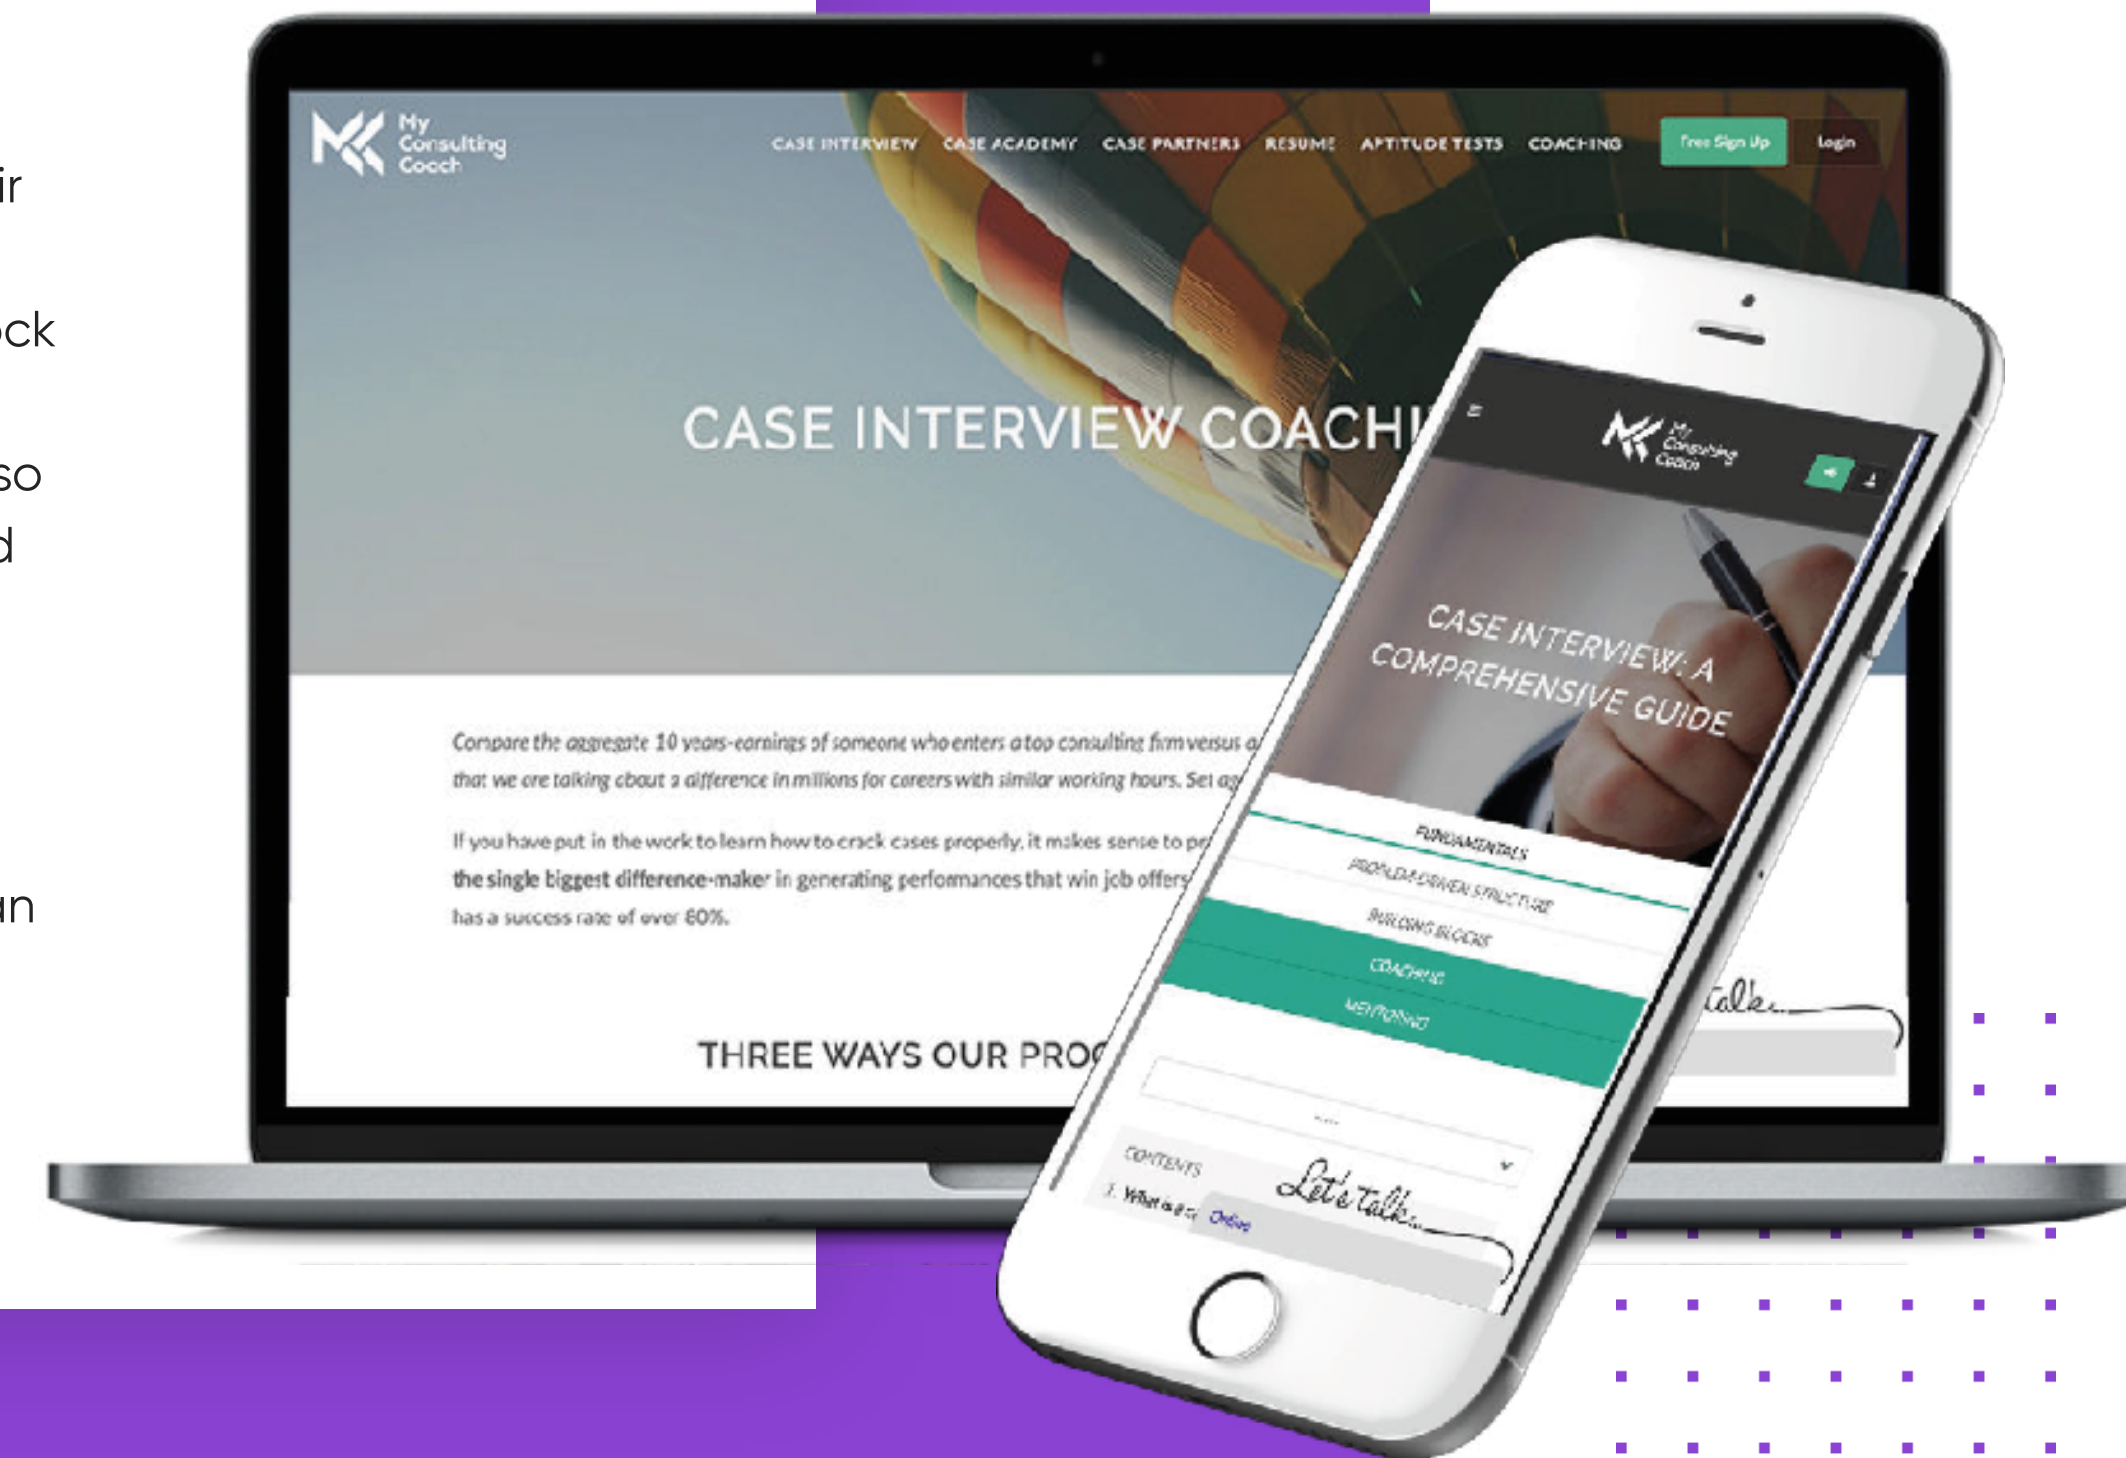 ir
ock
so
d
an
My
Consulting
Coach
CASE INTERVIEW CASE ACADEMY CASE PARTNERS RESUME APTITUDE TESTS COACHING Free Sign Up Login
CASE INTERVIEW COACHI
Compare the aggregate 10 years-earnings of someone who enters a top consulting firm versus a
that we are talking about a difference in millions for careers with similar working hours. Set ag
If you have put in the work to learn how to crack cases properly, it makes sense to pr
the single biggest difference-maker in generating performances that win job offers
has a success rate of over 80%.
THREE WAYS OUR PROG
talk...
My
Consulting
Coach
CASE INTERVIEW: A
COMPREHENSIVE GUIDE
FUNDAMENTALS
PROBLEM-DRIVEN STRUCTURE
BUILDING BLOCKS
COACHING
MENTORING
CONTENTS
1. What is a c
Let's Talk...
Online